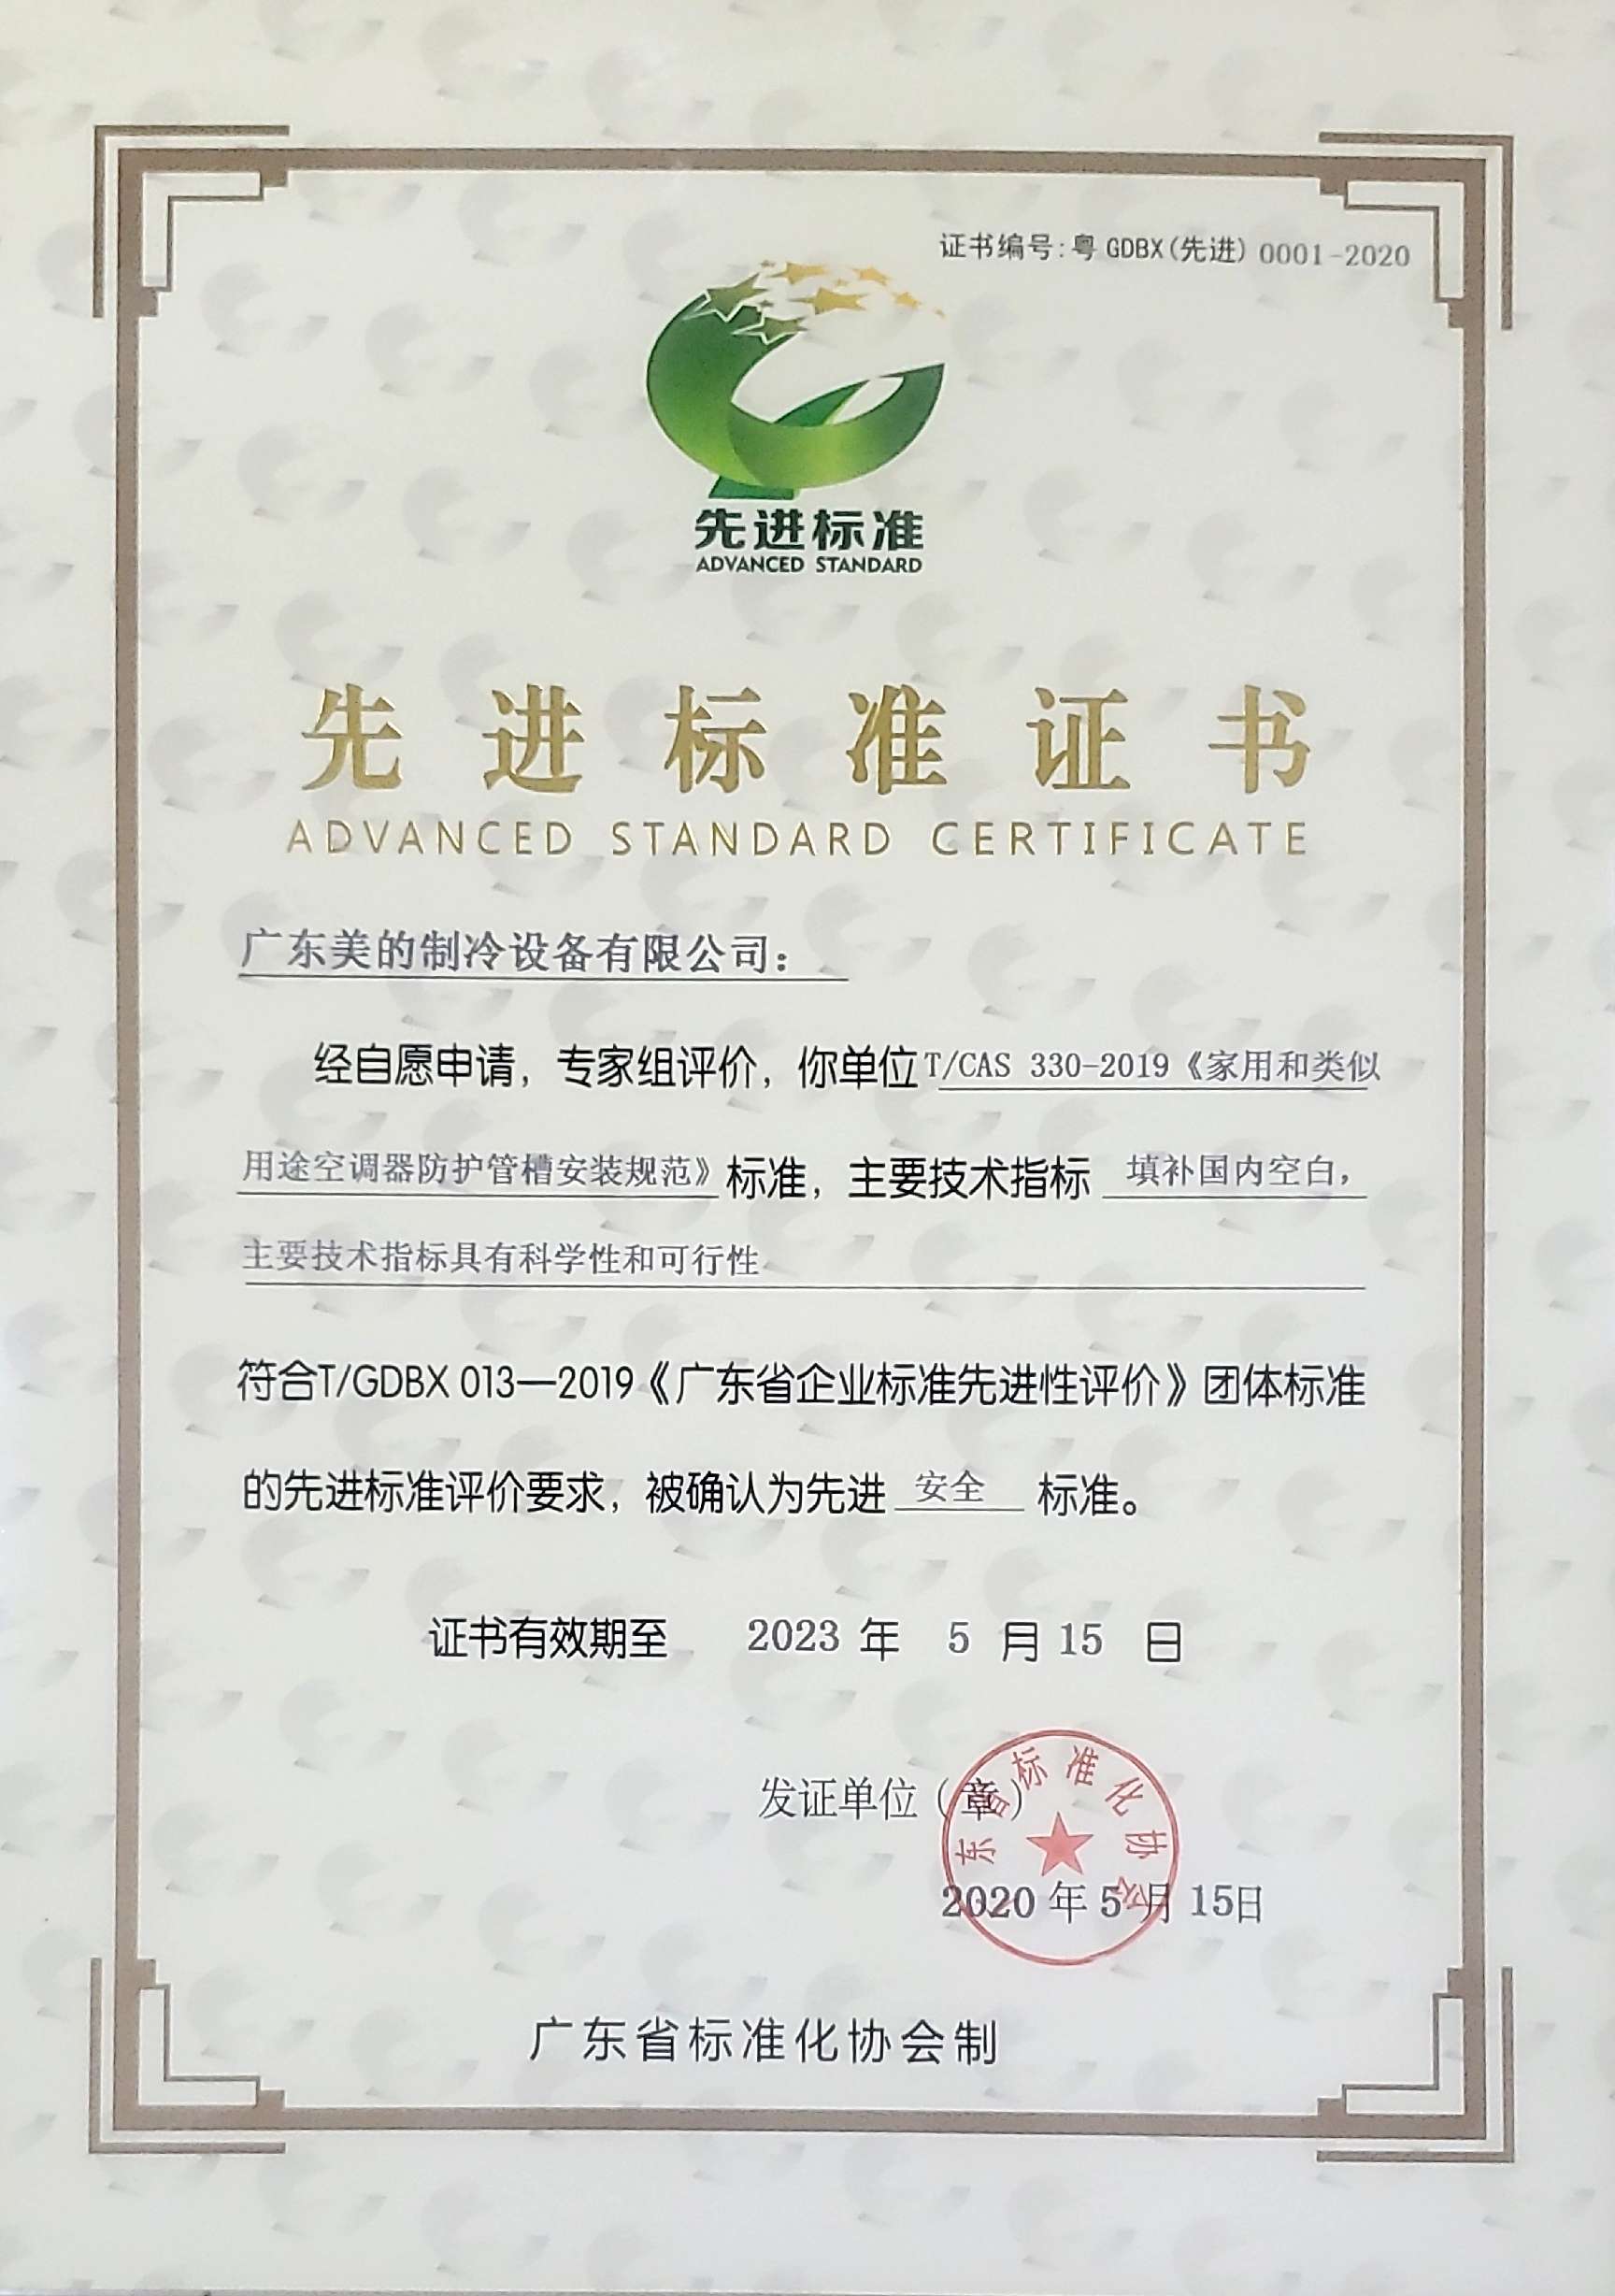 证书编号:粤 GDBX(先进) 0001-2020
先进标准
ADVANCED STANDARD
先进标准证书
ADVANCED STANDARD CERTIFICATE
广东美的制冷设备有限公司：
经自愿申请，专家组评价，你单位T/CAS 330-2019《家用和类似
用途空调器防护管槽安装规范》标准，主要技术指标 填补国内空白，
主要技术指标具有科学性和可行性
符合T/GDBX 013—2019《广东省企业标准先进性评价》团体标准
的先进标准评价要求，被确认为先进 安全 标准。
证书有效期至 2023 年 5 月 15 日
发证单位（章）
东省标准化协会
2020 年 5 月 15日
广东省标准化协会制